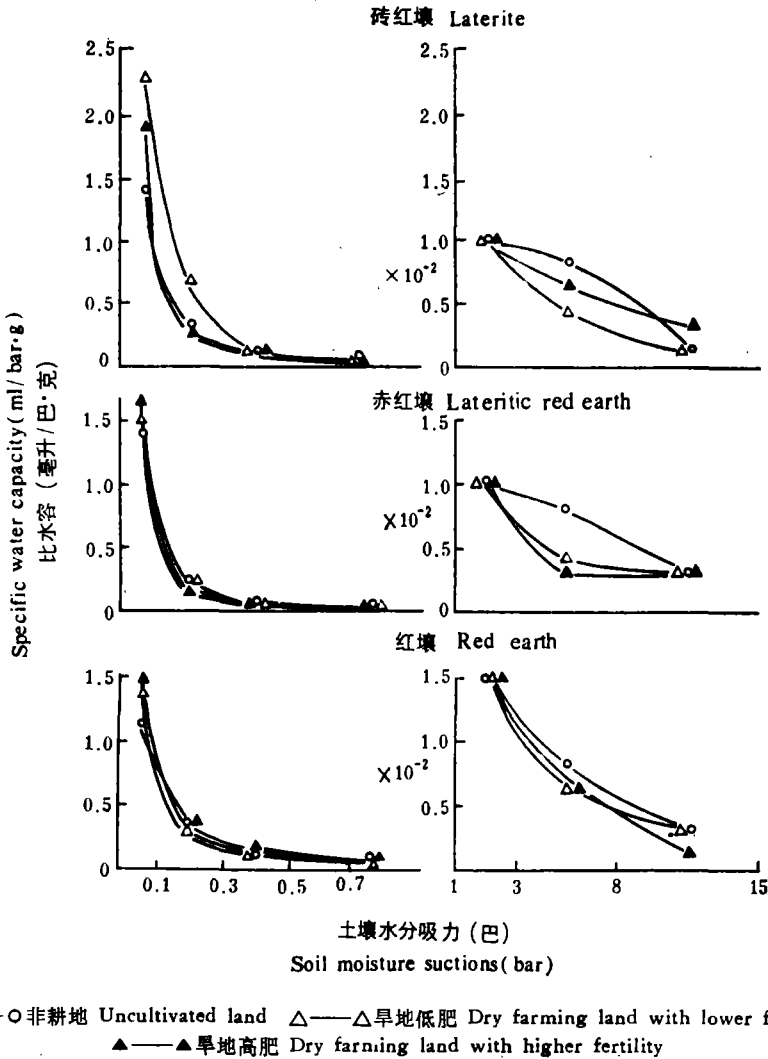 砖红壤 Laterite
2.5
2.0
1.5
1.0
0.5
0
2.5
2.0
1.5
1.0
×10⁻²
0.5
0
Specific water capacity(ml/bar·g)
比水容(毫升/巴·克)
赤红壤 Lateritic red earth
1.5
1.0
0.5
0
1.0
×10⁻²
0.5
0
红壤 Red earth
1.5
1.0
0.5
0
1.5
1.0
×10⁻²
0.5
0.1 0.3 0.5 0.7
1 3 8 15
土壤水分吸力(巴)
Soil moisture suctions(bar)
非耕地 Uncultivated land 旱地低肥 Dry farming land with lower f
旱地高肥 Dry farming land with higher fertility